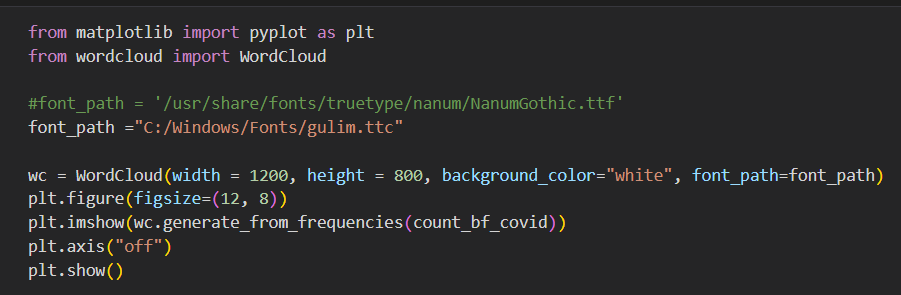 from matplotlib import pyplot as plt
from wordcloud import WordCloud
#font_path = '/usr/share/fonts/truetype/nanum/NanumGothic.ttf'
font_path ="C:/Windows/Fonts/gulim.ttc"
wc = WordCloud(width = 1200, height = 800, background_color="white", font_path=font_path)
plt.figure(figsize=(12, 8))
plt.imshow(wc.generate_from_frequencies(count_bf_covid))
plt.axis("off")
plt.show()